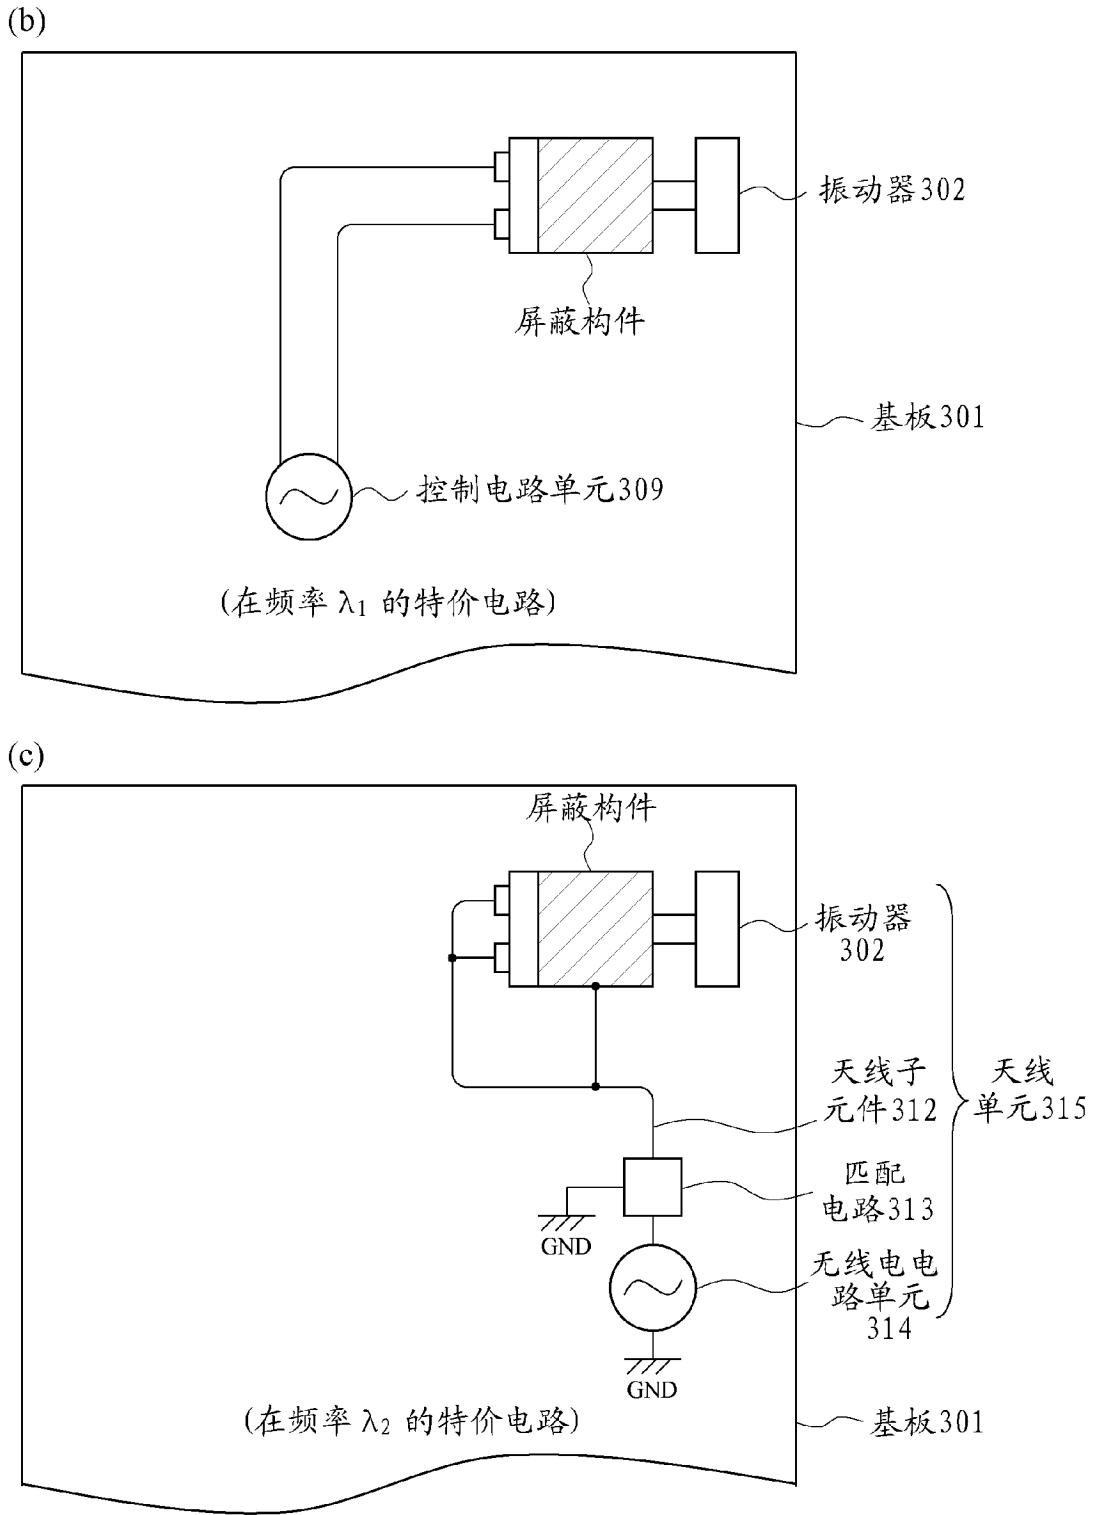 (b)
振动器302
屏蔽构件
基板301
控制电路单元309
(在频率 λ1 的特价电路)
(c)
屏蔽构件
振动器
302
天线子
元件312
天线
单元315
匹配
电路313
GND
无线电电
路单元
314
GND
(在频率 λ2 的特价电路)
基板301